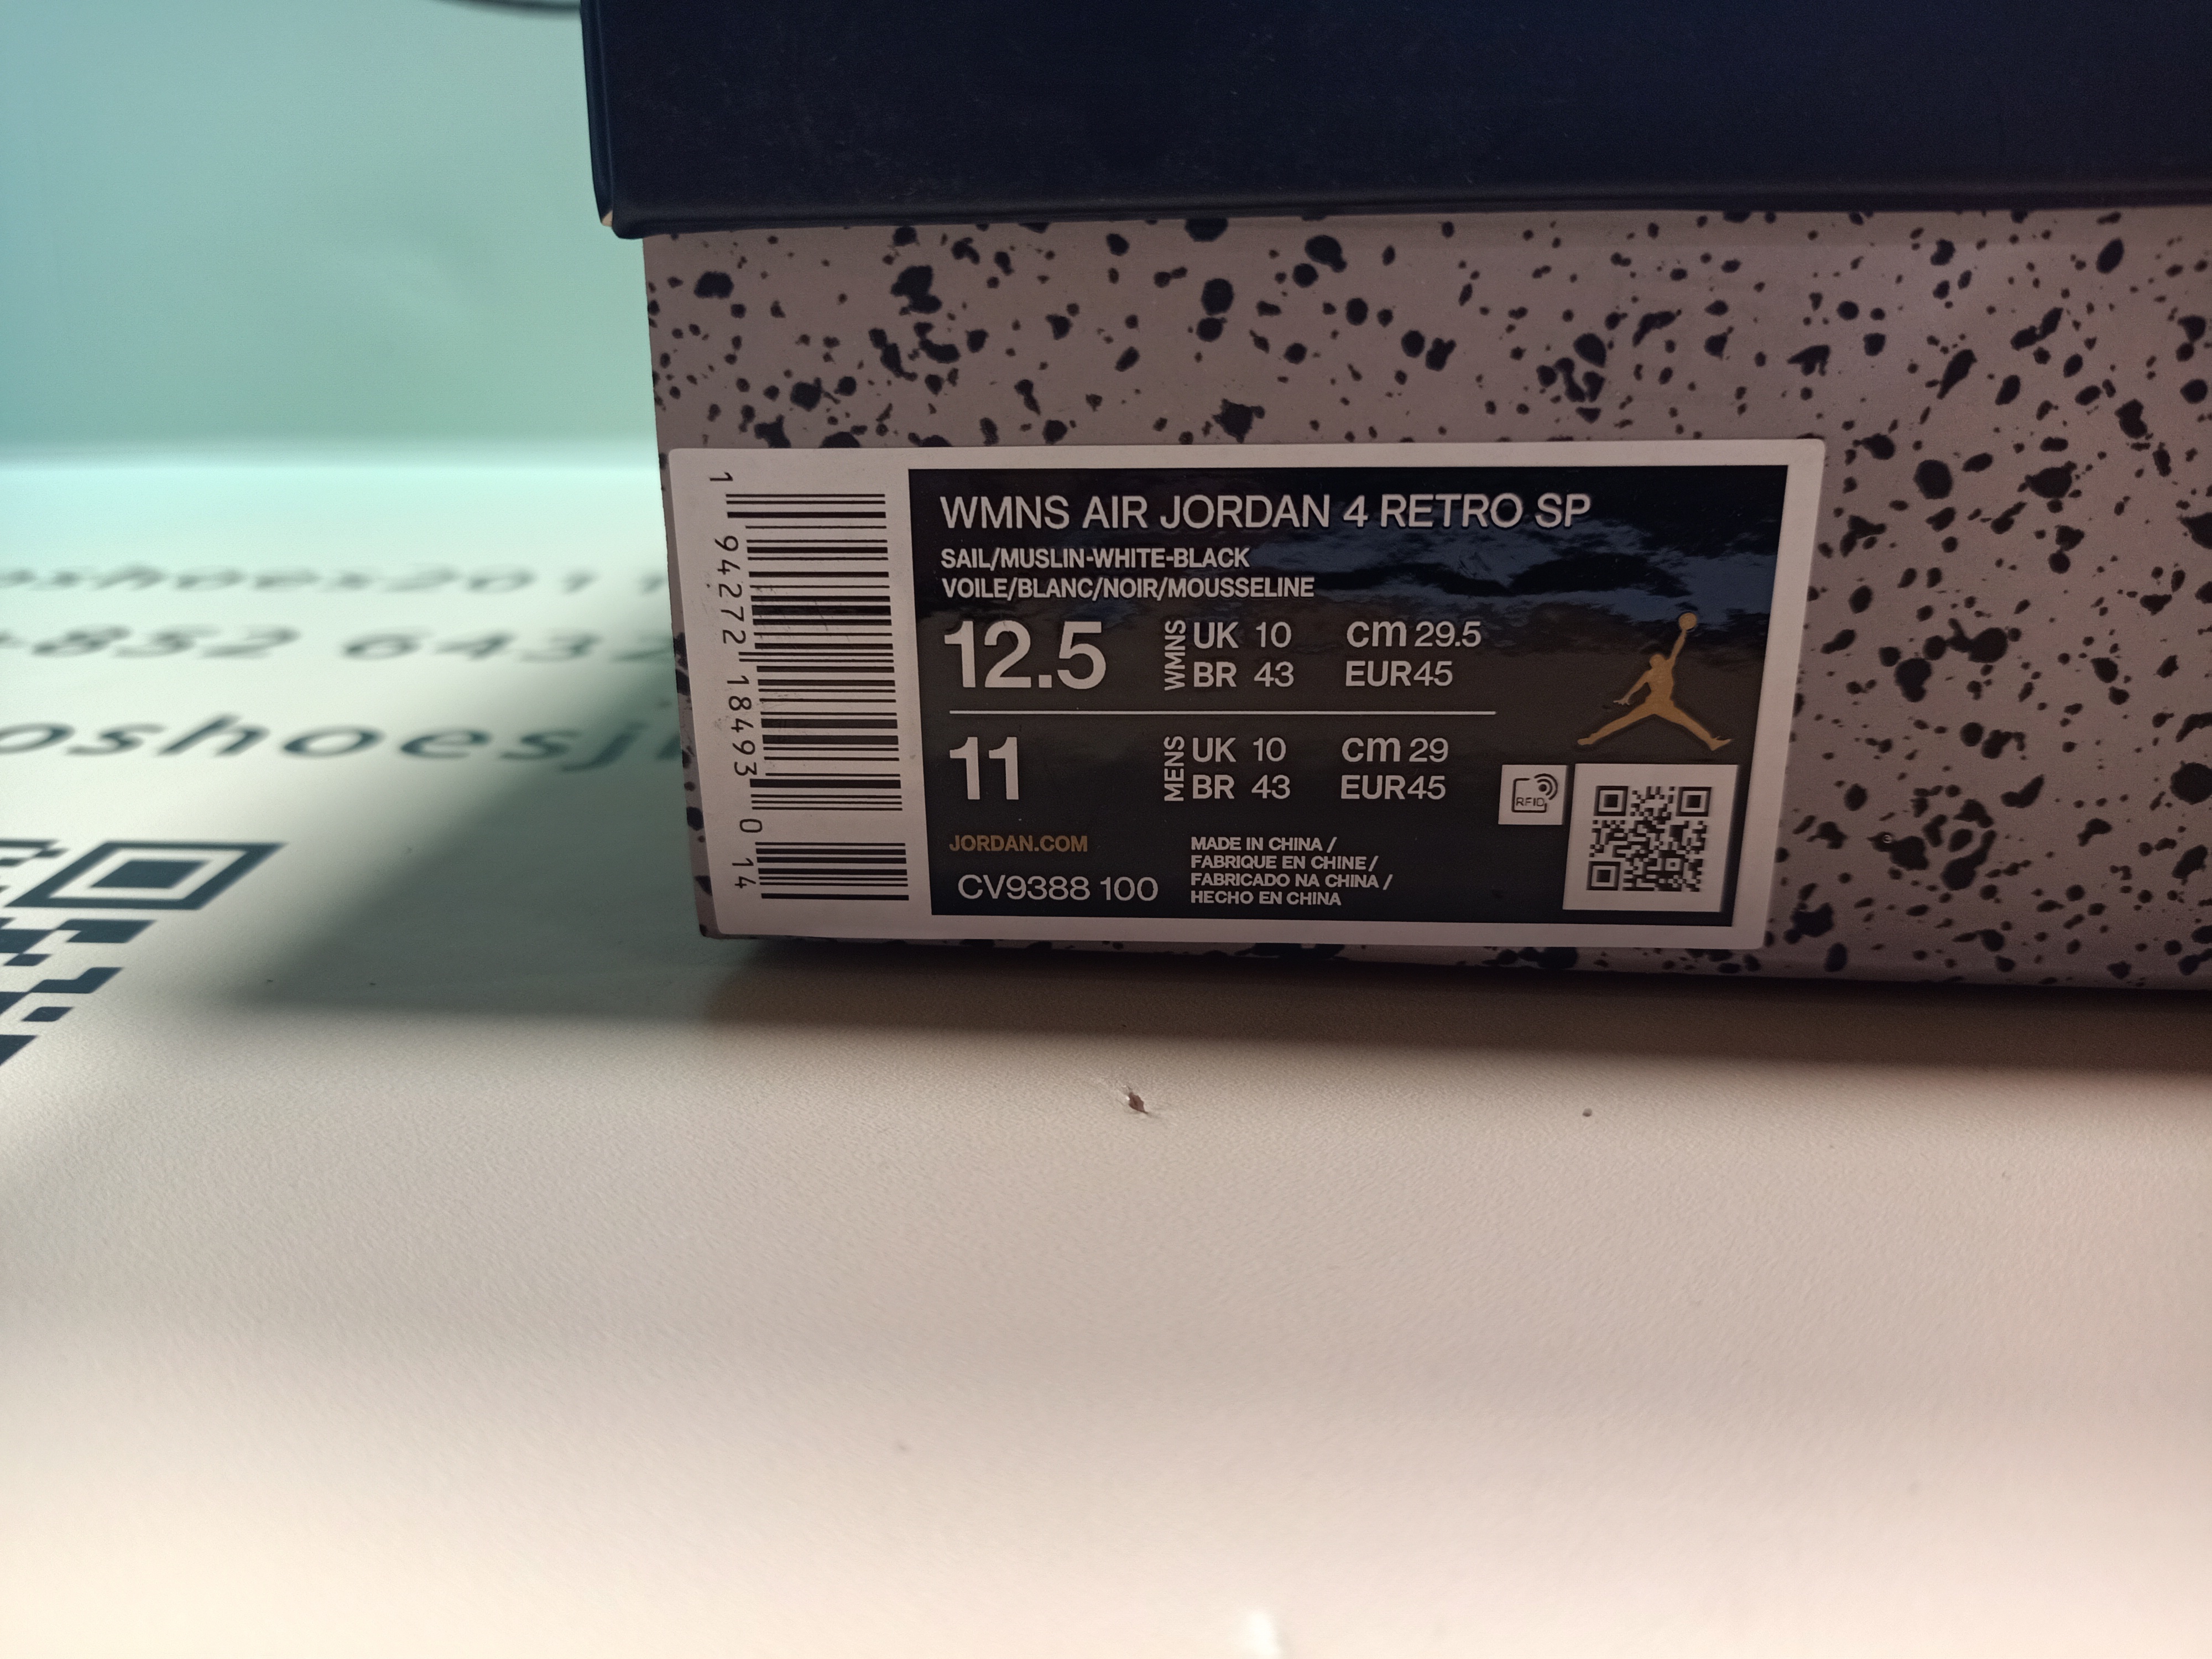 WMNS AIR JORDAN 4 RETRO SP
SAIL/MUSLIN-WHITE-BLACK
VOILE/BLANC/NOIR/MOUSSELINE
12.5 WMNS UK 10 cm 29.5
BR 43 EUR45
11 MENS UK 10 cm 29
BR 43 EUR45
JORDAN.COM
CV9388 100
MADE IN CHINA /
FABRIQUE EN CHINE /
FABRICADO NA CHINA /
HECHO EN CHINA
RFID
1 94272 18493 0 14